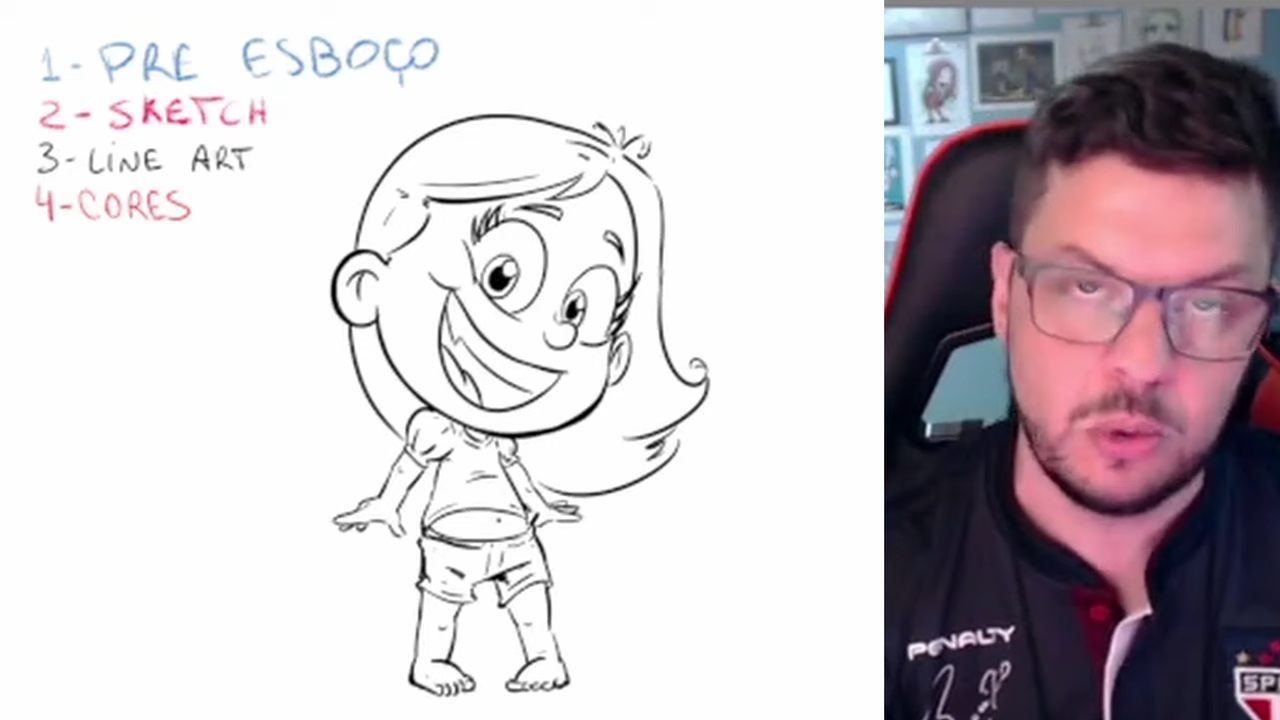 1- PRE ESBOÇO
2- SKETCH
3- LINE ART
4- CORES
PENALTY